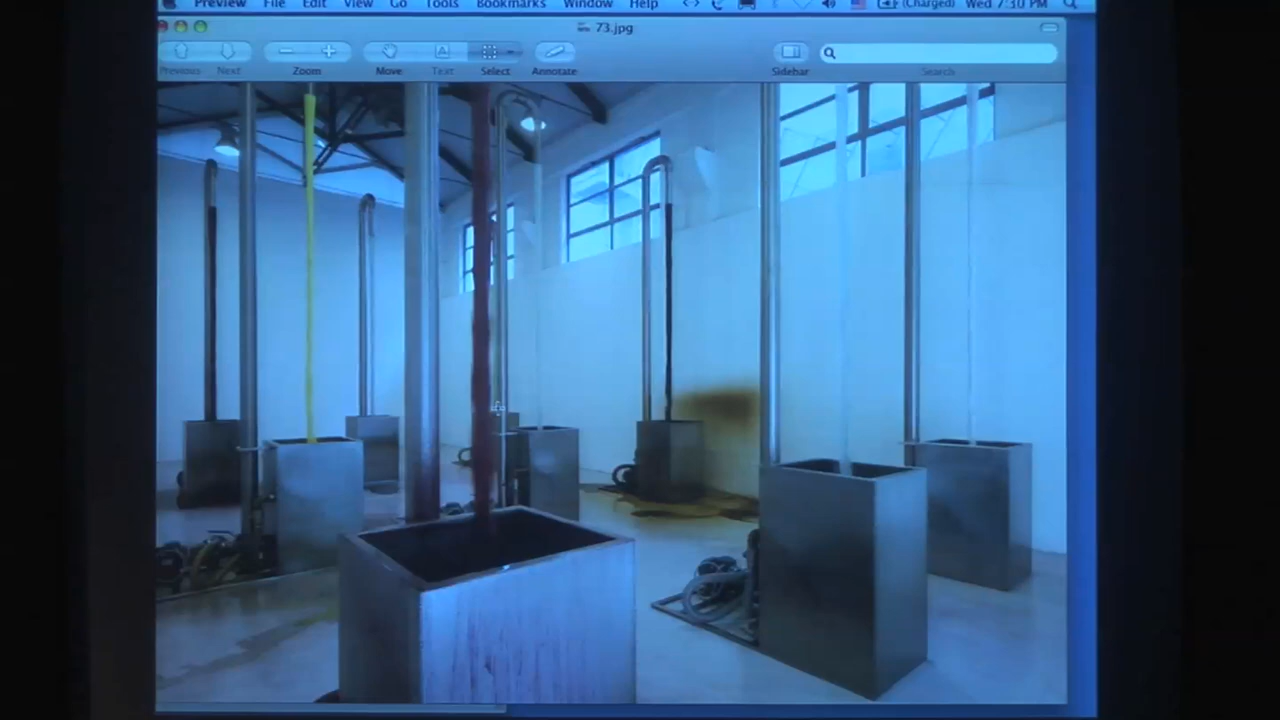 Preview File Edit View Go Tools Bookmarks Window Help (Charged) Wed 7:30 PM
73.jpg
Previous Next Zoom Move Text Select Annotate Sidebar Search